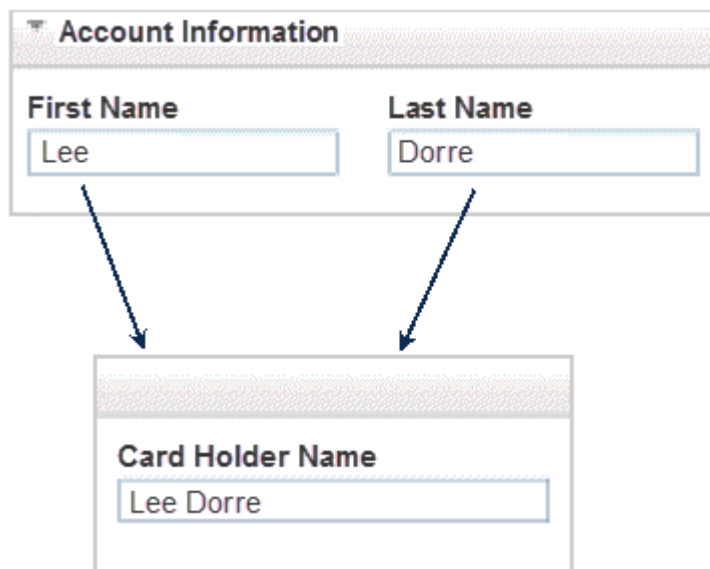 Account Information
First Name Last Name
Lee Dorre
Card Holder Name
Lee Dorre